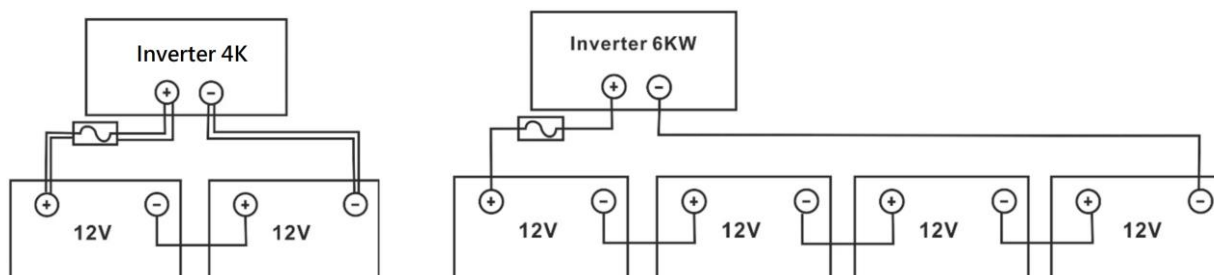 Inverter 4K
+ −
+ − + −
12V 12V
Inverter 6KW
+ −
+ − + − + − + −
12V 12V 12V 12V